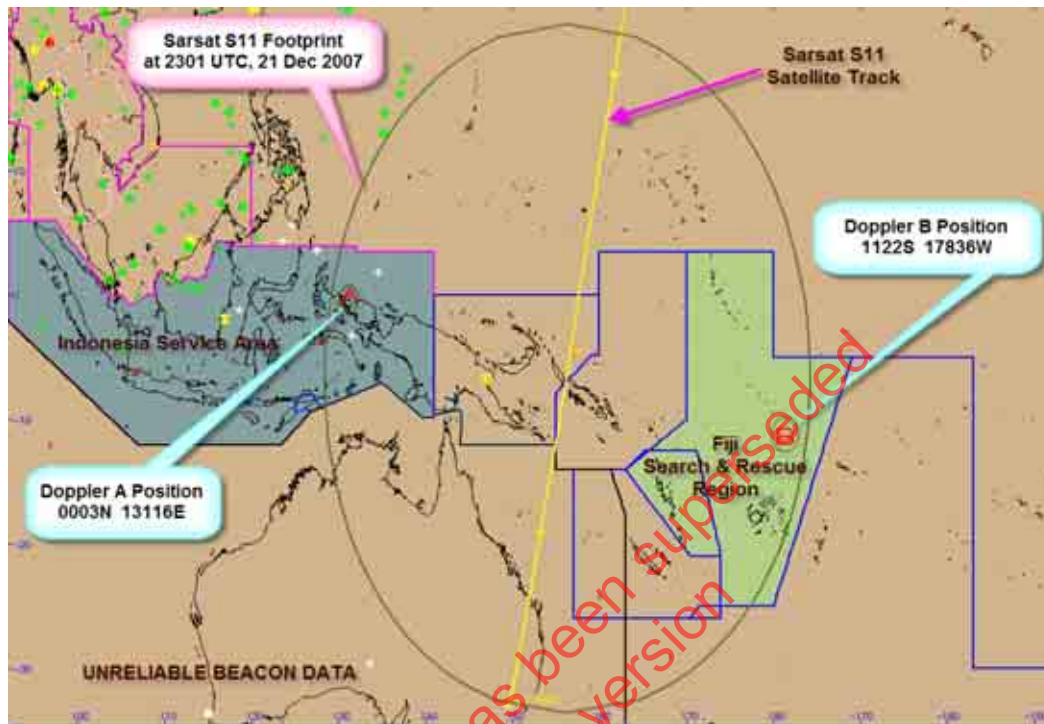 Sarsat S11 Footprint
at 2301 UTC, 21 Dec 2007
Sarsat S11
Satellite Track
Doppler B Position
1122S 17836W
Indonesia Service Area
Fiji
Search & Rescue
Region
Doppler A Position
0003N 13116E
UNRELIABLE BEACON DATA
as been superseded
version